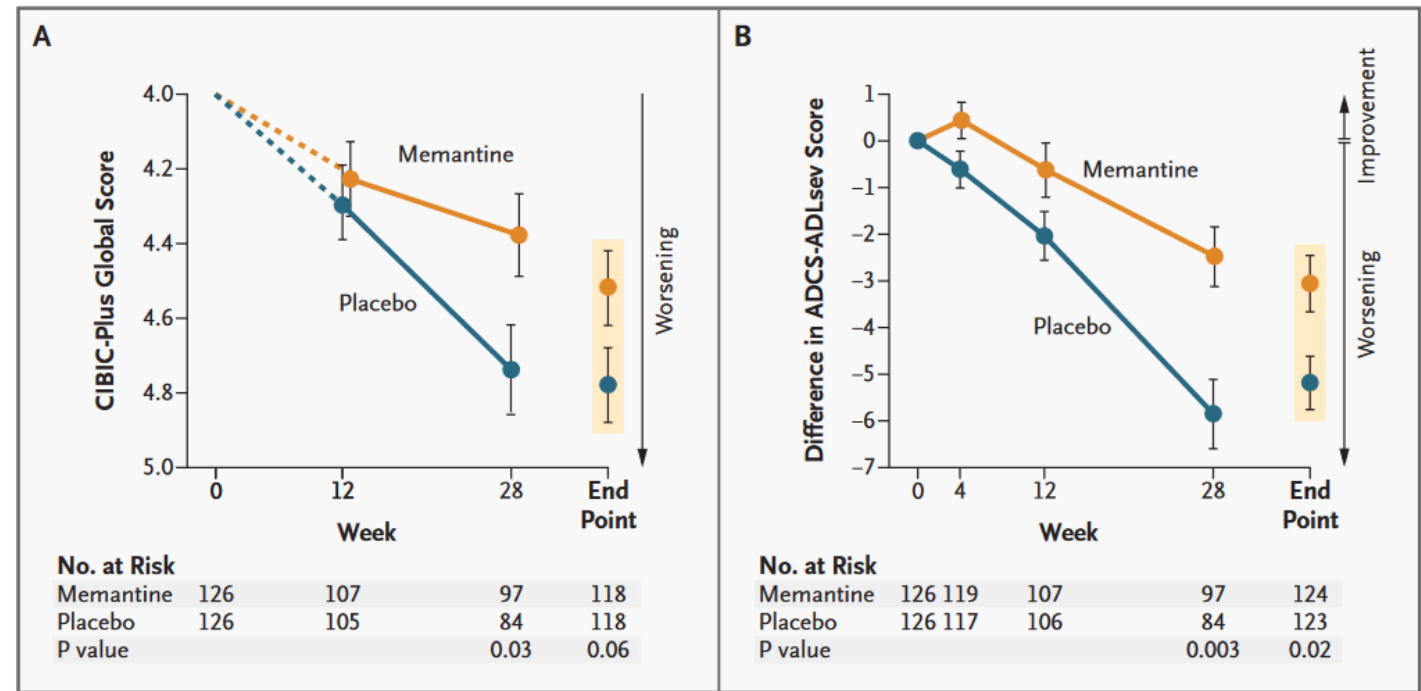 A
CIBIC-Plus Global Score
4.0
4.2
4.4
4.6
4.8
5.0
Memantine
Placebo
Worsening
0 12 28 End Point
Week
No. at Risk
Memantine 126 107 97 118
Placebo 126 105 84 118
P value 0.03 0.06
B
Difference in ADCS-ADLsev Score
1
0
–1
–2
–3
–4
–5
–6
–7
Memantine
Placebo
Improvement
Worsening
0 4 12 28 End Point
Week
No. at Risk
Memantine 126 119 107 97 124
Placebo 126 117 106 84 123
P value 0.003 0.02